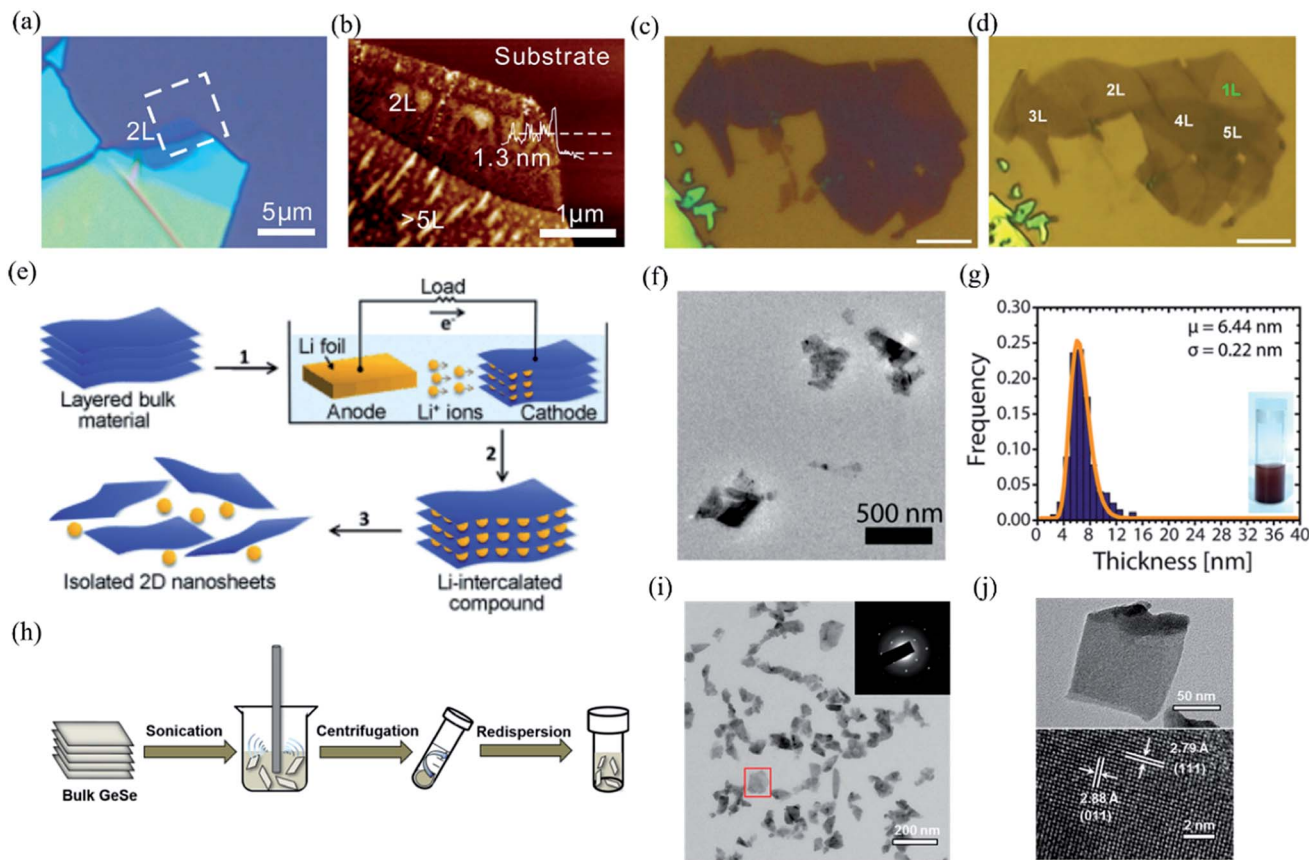 (a)
2L
5μm
(b)
Substrate
2L
1.3 nm
>5L
1μm
(c)
(d)
3L
2L
1L
4L
5L
(e)
Layered bulk
material
1
Load
e-
Li foil
Anode
Li+ ions
Cathode
2
Li-intercalated
compound
3
Isolated 2D nanosheets
(f)
500 nm
(g)
Frequency
0.30
0.25
0.20
0.15
0.10
0.05
0.00
μ = 6.44 nm
σ = 0.22 nm
0 4 8 12 16 20 24 28 32 36 40
Thickness [nm]
(h)
Bulk GeSe
Sonication
Centrifugation
Redispersion
(i)
200 nm
(j)
50 nm
2.79 Å
(111)
2.88 Å
(011)
2 nm